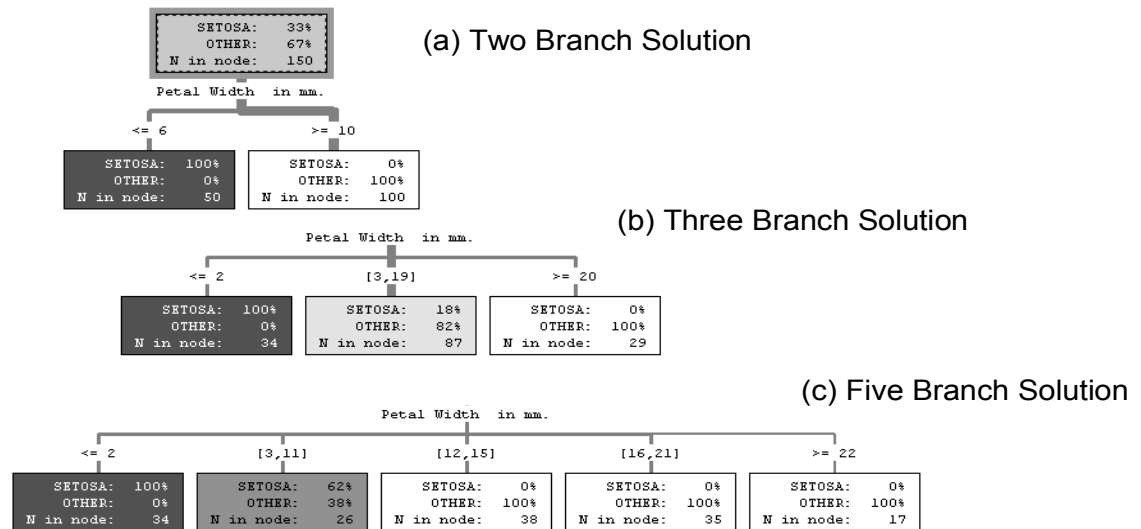 (a) Two Branch Solution
SETOSA: 33%
OTHER: 67%
N in node: 150
Petal Width in mm.
<= 6 >= 10
SETOSA: 100% SETOSA: 0%
OTHER: 0% OTHER: 100%
N in node: 50 N in node: 100
(b) Three Branch Solution
Petal Width in mm.
<= 2 [3,19] >= 20
SETOSA: 100% SETOSA: 18% SETOSA: 0%
OTHER: 0% OTHER: 82% OTHER: 100%
N in node: 34 N in node: 87 N in node: 29
(c) Five Branch Solution
Petal Width in mm.
<= 2 [3,11] [12,15] [16,21] >= 22
SETOSA: 100% SETOSA: 62% SETOSA: 0% SETOSA: 0% SETOSA: 0%
OTHER: 0% OTHER: 38% OTHER: 100% OTHER: 100% OTHER: 100%
N in node: 34 N in node: 26 N in node: 38 N in node: 35 N in node: 17